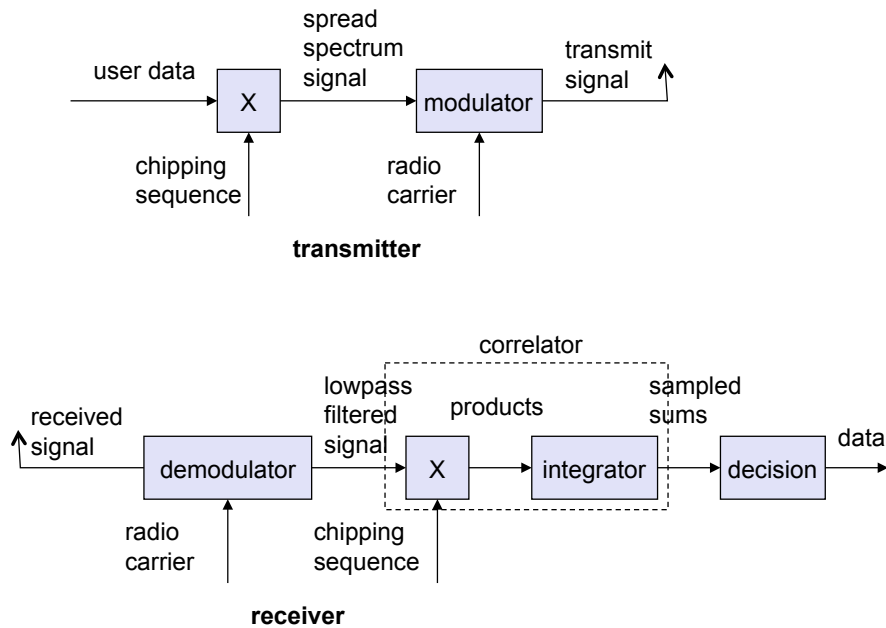 spread
spectrum
signal
transmit
signal
user data
X
modulator
chipping
sequence
radio
carrier
transmitter
correlator
lowpass
filtered
signal
products
sampled
sums
received
signal
data
demodulator
X
integrator
decision
radio
carrier
chipping
sequence
receiver